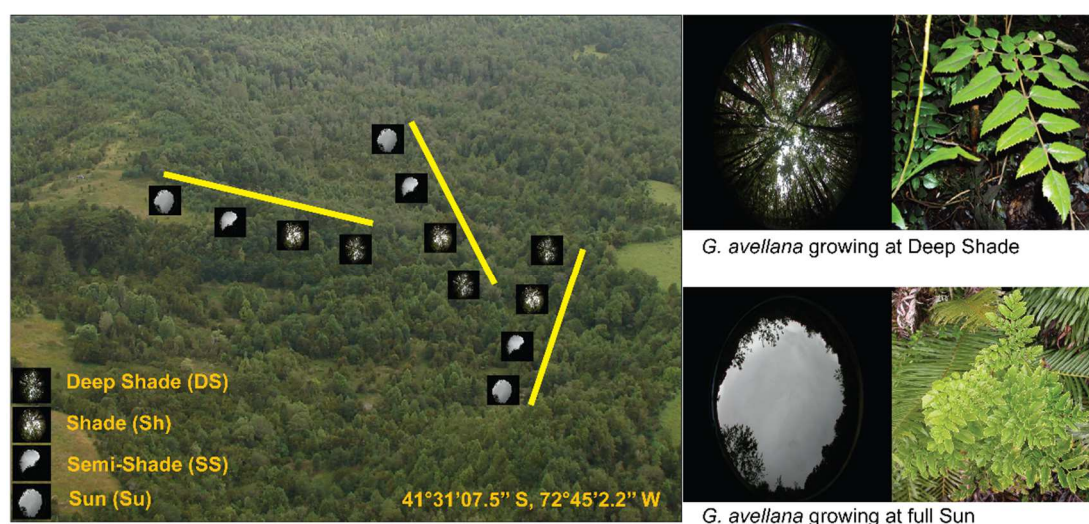 Deep Shade (DS)
Shade (Sh)
Semi-Shade (SS)
Sun (Su)
41°31’07.5” S, 72°45’2.2” W
G. avellana growing at Deep Shade
G. avellana growing at full Sun